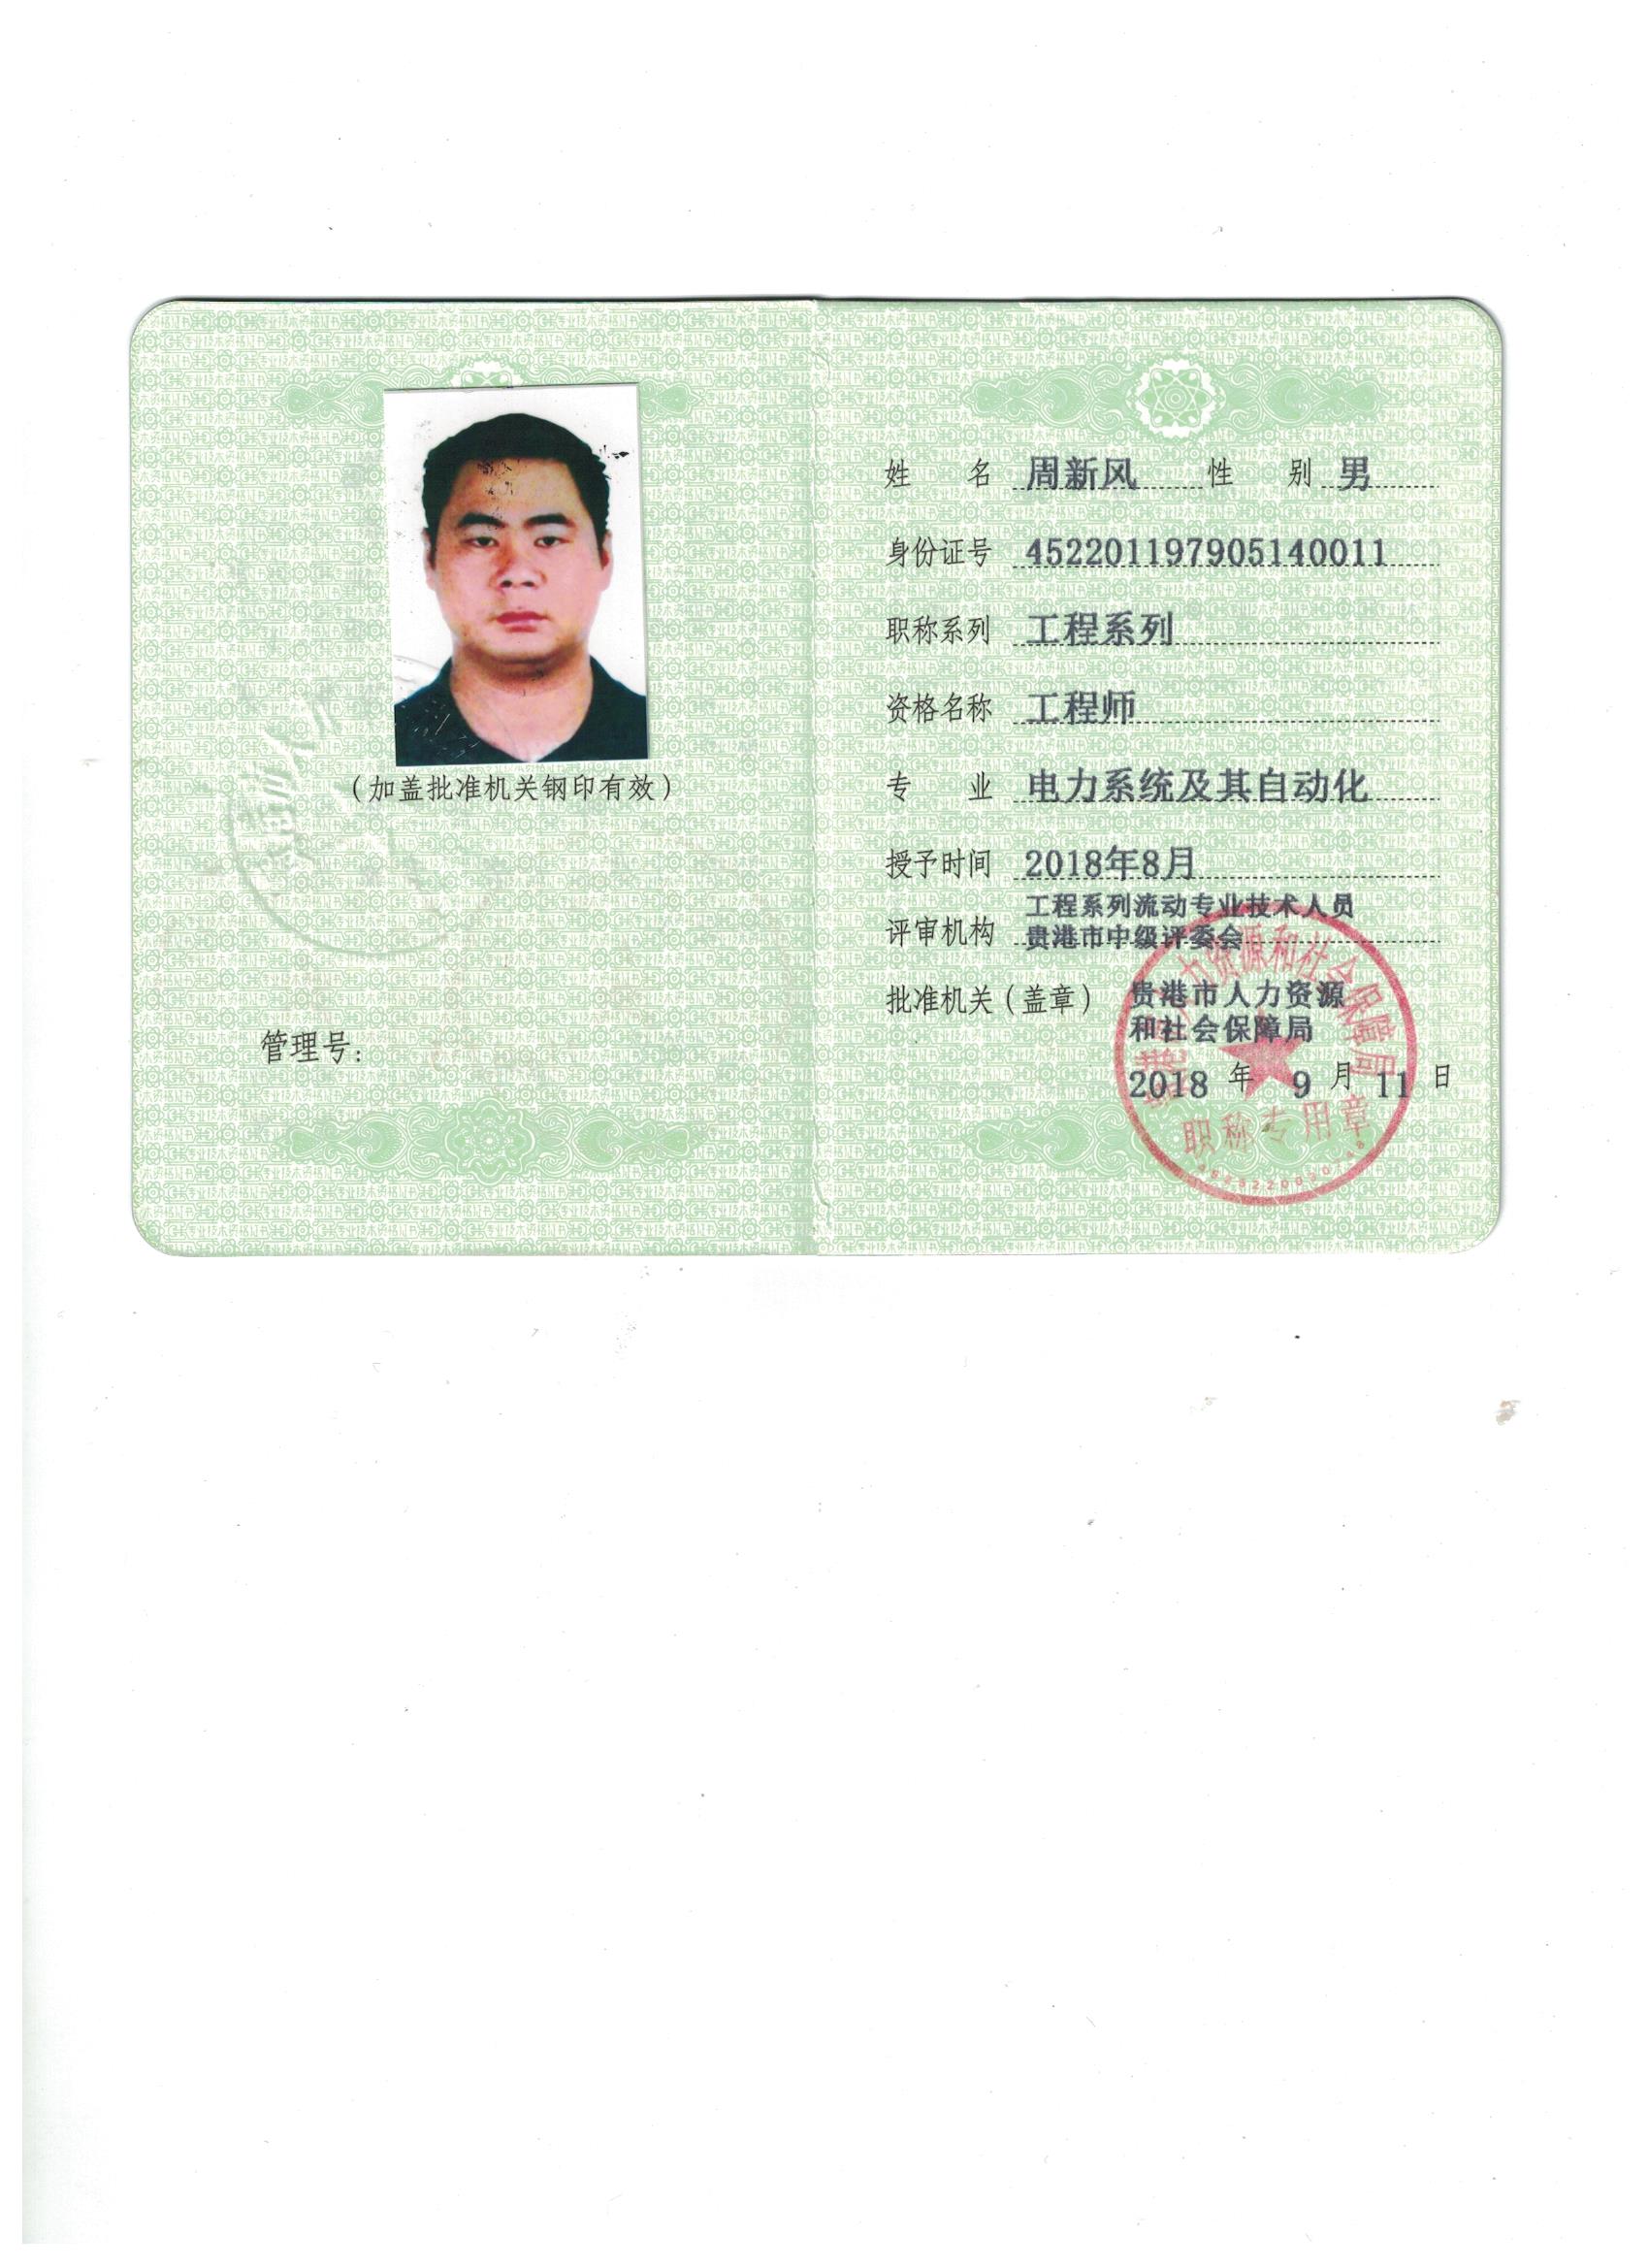 （加盖批准机关钢印有效）
管理号：
姓 名 周新风 性 别 男
身份证号 452201197905140011
职称系列 工程系列
资格名称 工程师
专 业 电力系统及其自动化
授予时间 2018年8月
评审机构 工程系列流动专业技术人员
贵港市中级评委会
批准机关（盖章） 贵港市人力资源
和社会保障局
2018 年 9 月 11 日
力资源和社会保障局
职称专用章